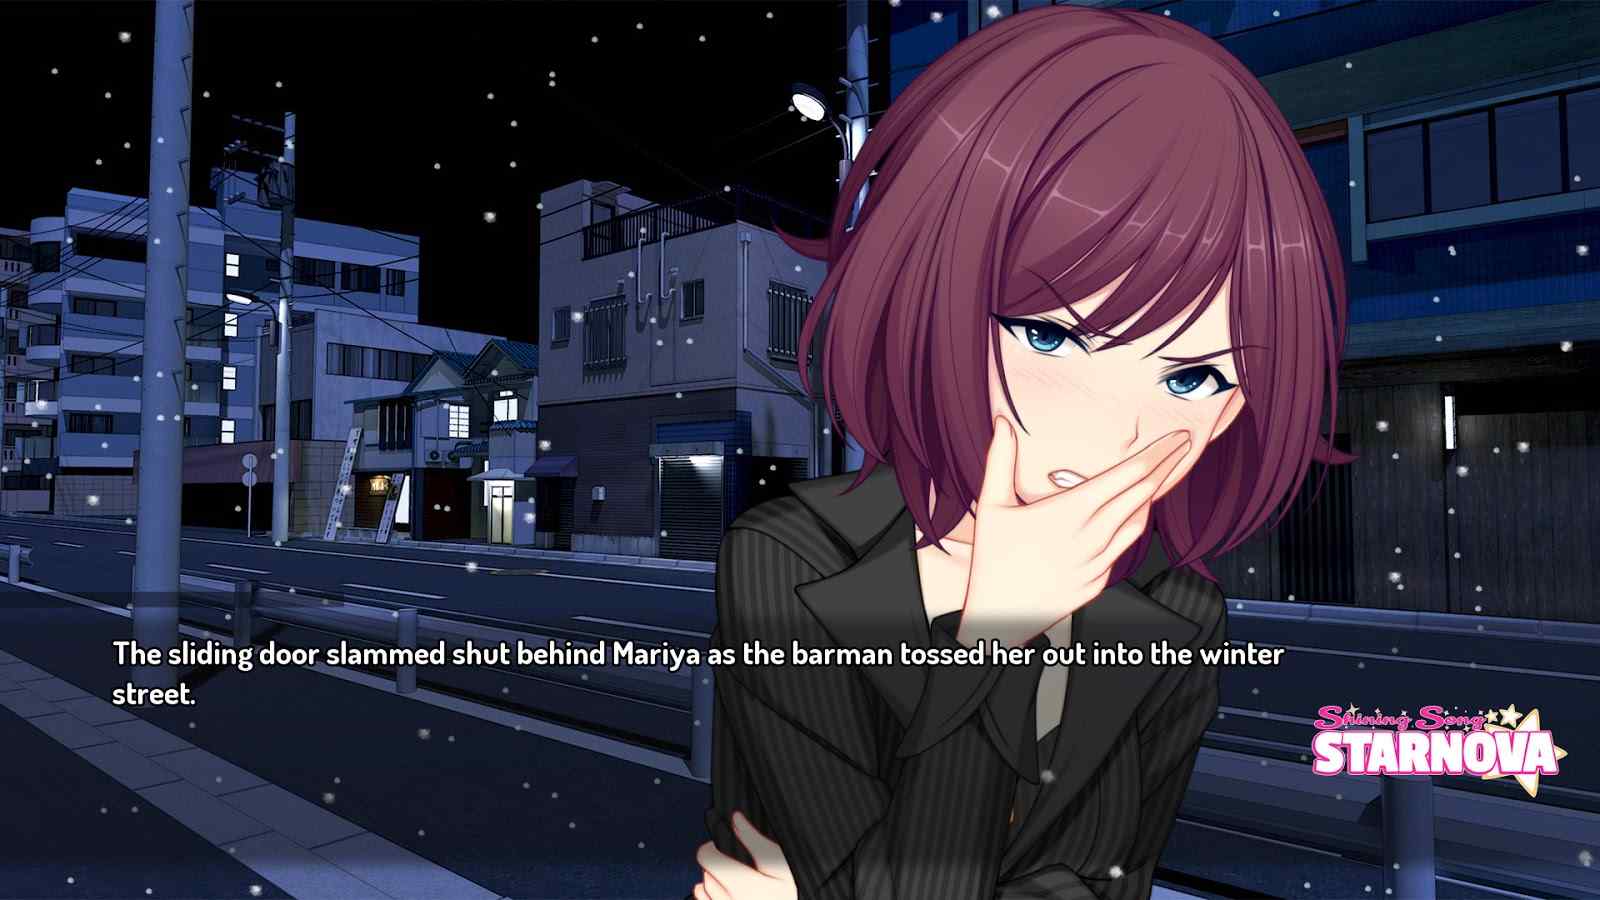 The sliding door slammed shut behind Mariya as the barman tossed her out into the winter
street.
Shining Song
STARNOVA